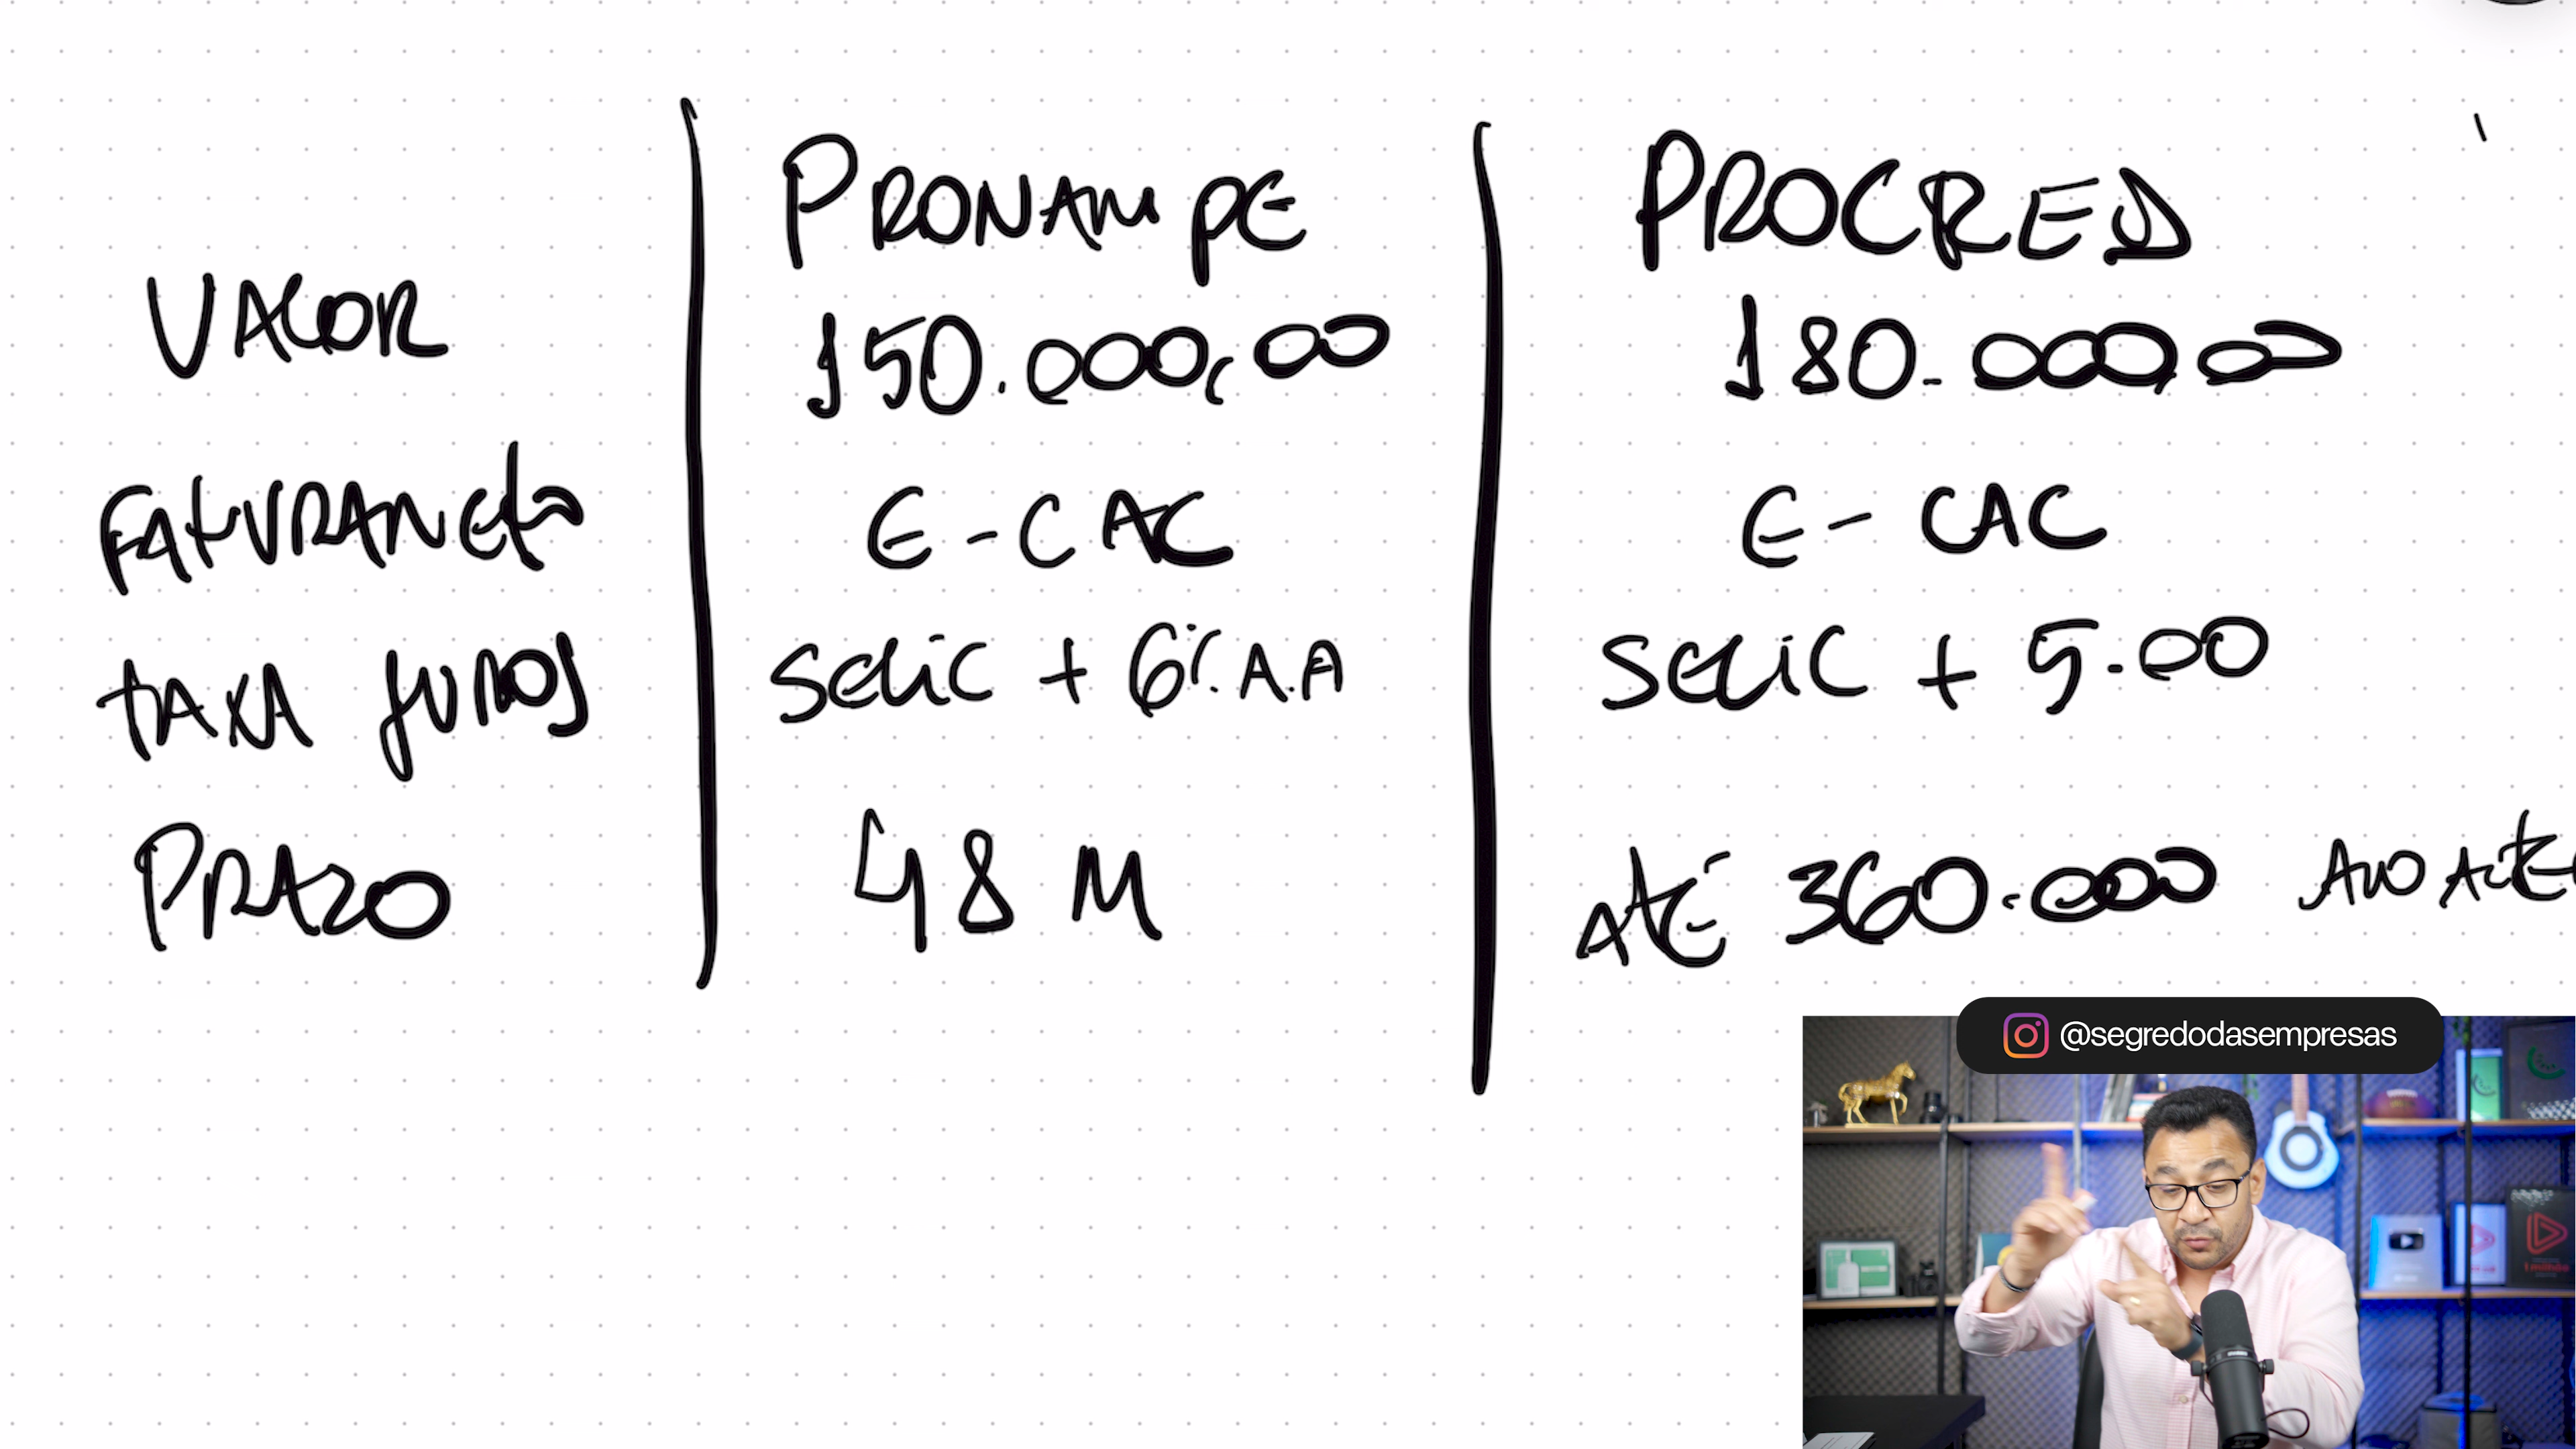 PRONAMPE PROCRED
VALOR 150.000,00 180.000,00
FATURAMENTO E-CAC E-CAC
TAXA JUROS SELIC + 6% A.A SELIC + 5.00
PRAZO 48 M ATÉ 360.000 ANO
@segredodasempresas